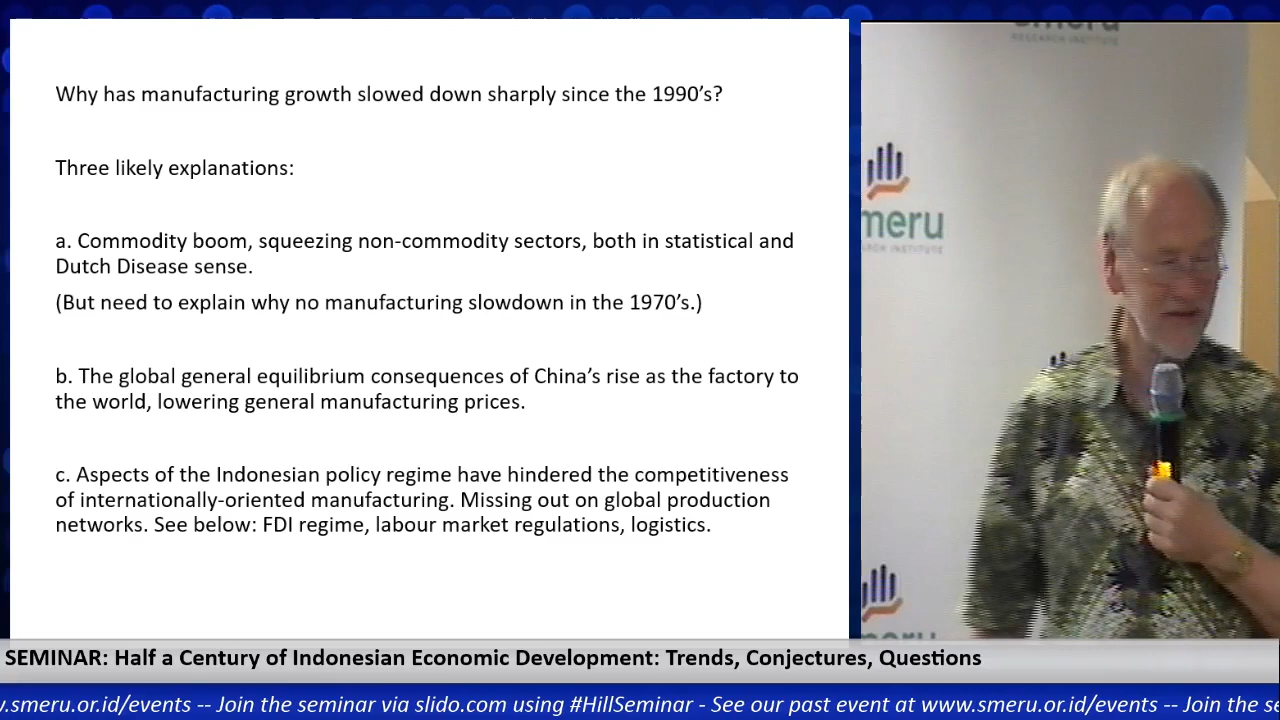 Why has manufacturing growth slowed down sharply since the 1990's?
Three likely explanations:
a. Commodity boom, squeezing non-commodity sectors, both in statistical and
Dutch Disease sense.
(But need to explain why no manufacturing slowdown in the 1970's.)
b. The global general equilibrium consequences of China's rise as the factory to
the world, lowering general manufacturing prices.
c. Aspects of the Indonesian policy regime have hindered the competitiveness
of internationally-oriented manufacturing. Missing out on global production
networks. See below: FDI regime, labour market regulations, logistics.
smeru
RESEARCH INSTITUTE
meru
ARCH INSTITUTE
meru
SEMINAR: Half a Century of Indonesian Economic Development: Trends, Conjectures, Questions
.smeru.or.id/events -- Join the seminar via slido.com using #HillSeminar - See our past event at www.smeru.or.id/events -- Join the se